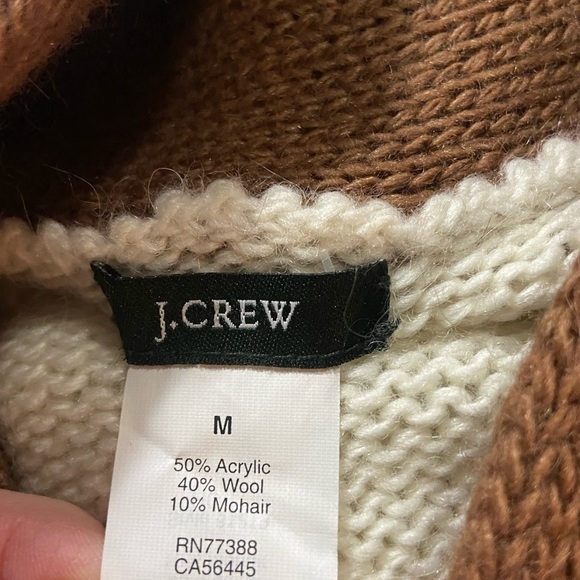 J.CREW
M
50% Acrylic
40% Wool
10% Mohair
RN77388
CA56445